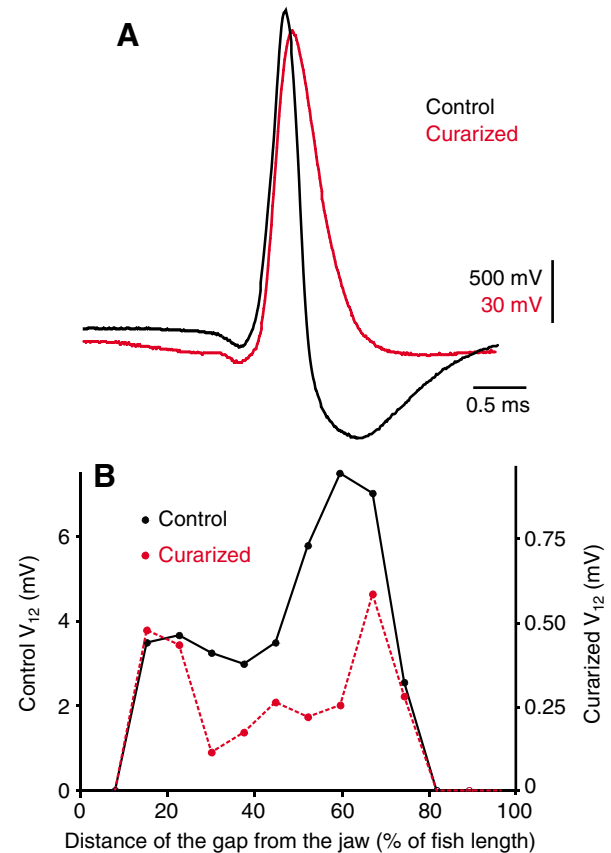 A
Control
Curarized
500 mV
30 mV
0.5 ms
B
Control
Curarized
Control V12 (mV)
6
4
2
0
Curarized V12 (mV)
0.75
0.50
0.25
0
0 20 40 60 80 100
Distance of the gap from the jaw (% of fish length)